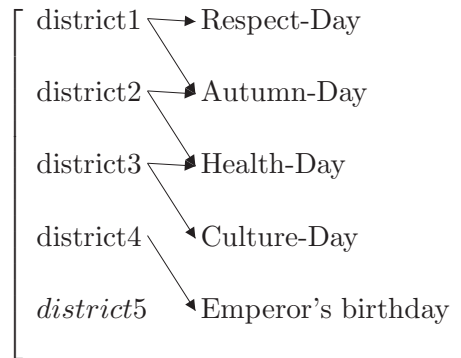 district1 Respect-Day
district2 Autumn-Day
district3 Health-Day
district4 Culture-Day
district5 Emperor's birthday